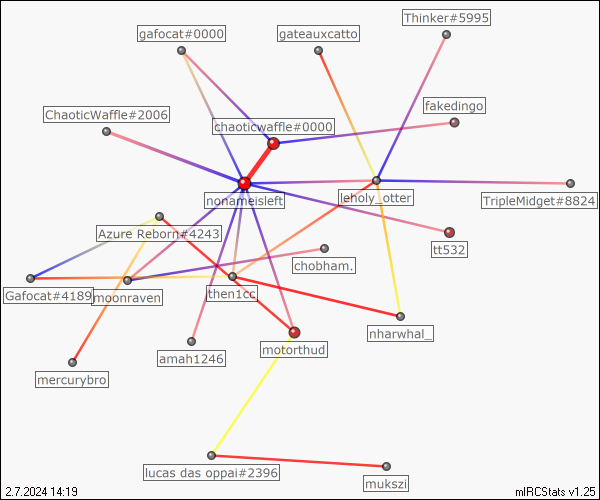 Thinker#5995
gafocat#0000
gateauxcatto
fakedingo
ChaoticWaffle#2006
chaoticwaffle#0000
nonameisleft
leholy_otter
TripleMidget#8824
Azure Reborn#4243
tt532
chobham.
Gafocat#4189
moonraven
then1cc
nharwhal_
motorthud
amah1246
mercurybro
lucas das oppai#2396
mukszi
2.7.2024 14:19
mIRCStats v1.25